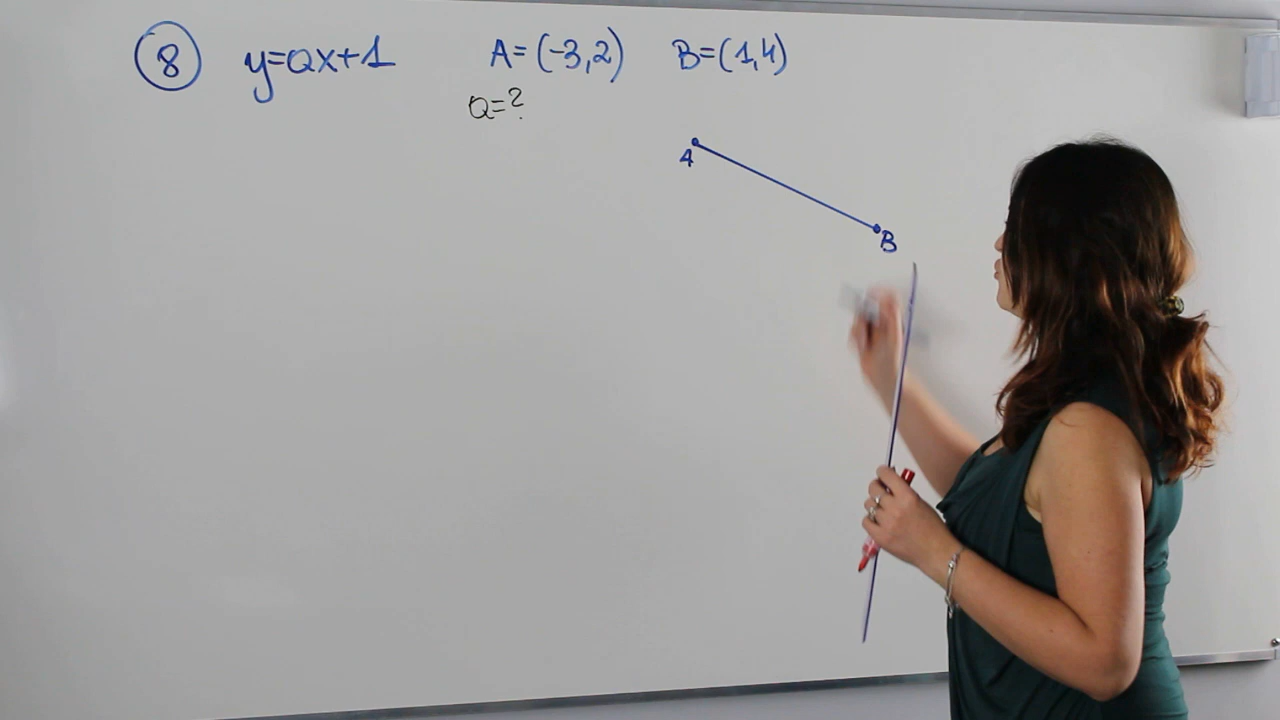 8 y=ax+1 A=(-3,2) B=(1,4)
a=?
A
B